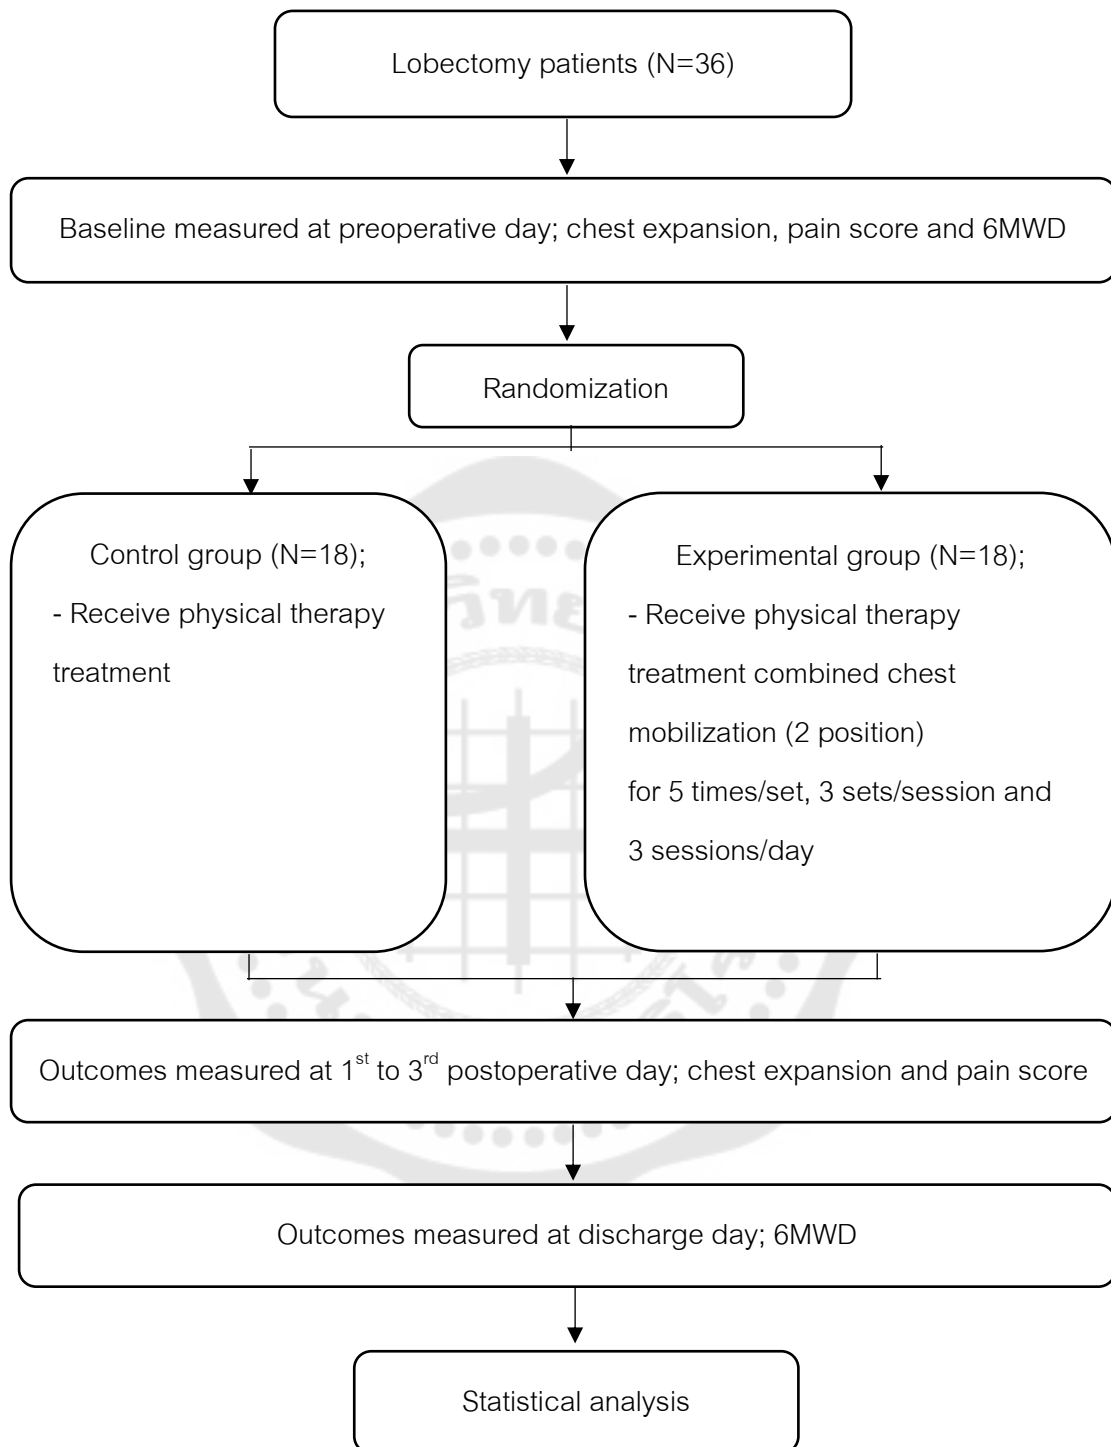 Lobectomy patients (N=36)
Baseline measured at preoperative day; chest expansion, pain score and 6MWD
Randomization
Control group (N=18);
- Receive physical therapy
treatment
Experimental group (N=18);
- Receive physical therapy
treatment combined chest
mobilization (2 position)
for 5 times/set, 3 sets/session and
3 sessions/day
วิทย
Outcomes measured at 1st to 3rd postoperative day; chest expansion and pain score
Outcomes measured at discharge day; 6MWD
Statistical analysis